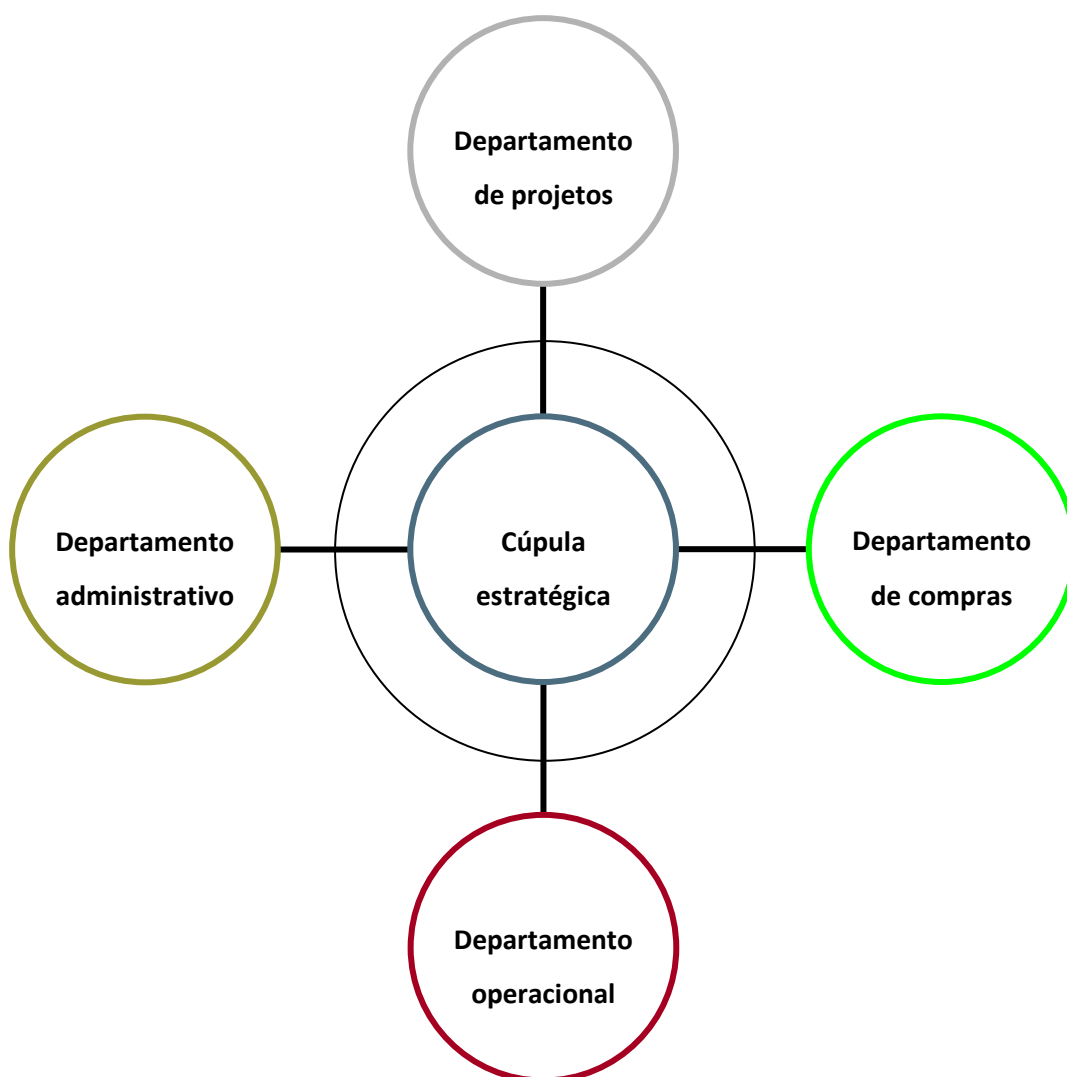 Departamento
de projetos
Departamento
administrativo
Cúpula
estratégica
Departamento
de compras
Departamento
operacional